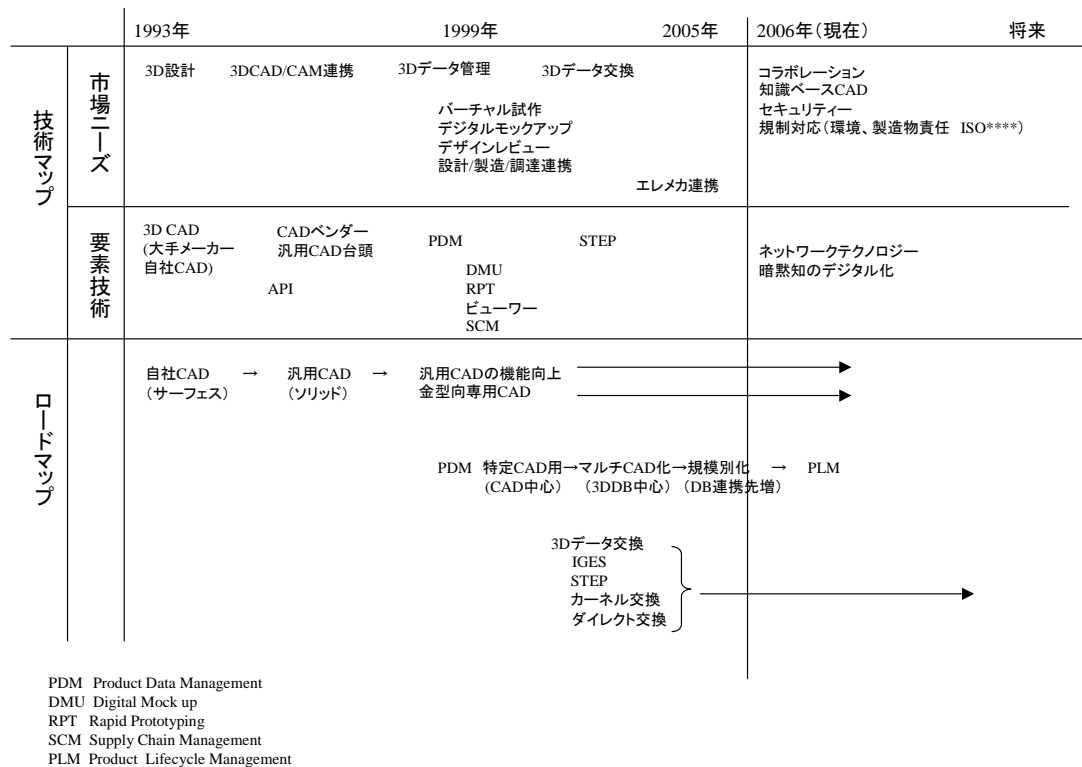 1993年 1999年 2005年 2006年(現在) 将来
技術マップ
市場ニーズ
3D設計 3DCAD/CAM連携 3Dデータ管理 3Dデータ交換
バーチャル試作
デジタルモックアップ
デザインレビュー
設計/製造/調達連携
エレメカ連携
コラボレーション
知識ベースCAD
セキュリティー
規制対応(環境、製造物責任 ISO****)
要素技術
3D CAD
(大手メーカー
自社CAD)
CADベンダー
汎用CAD台頭
API
PDM
DMU
RPT
ビューワー
SCM
STEP
ネットワークテクノロジー
暗黙知のデジタル化
ロードマップ
自社CAD → 汎用CAD → 汎用CADの機能向上
(サーフェス) (ソリッド) 金型向専用CAD
PDM 特定CAD用→マルチCAD化→規模別化 → PLM
(CAD中心) (3DDB中心) (DB連携先増)
3Dデータ交換
IGES
STEP
カーネル交換
ダイレクト交換
PDM Product Data Management
DMU Digital Mock up
RPT Rapid Prototyping
SCM Supply Chain Management
PLM Product Lifecycle Management